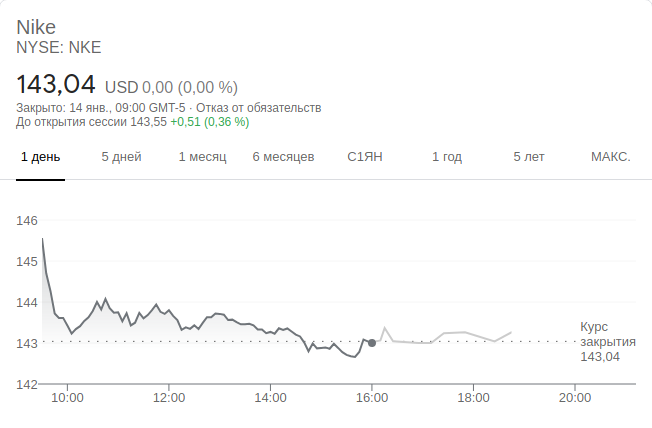 Nike
NYSE: NKE
143,04 USD 0,00 (0,00 %)
Закрыто: 14 янв., 09:00 GMT-5 · Отказ от обязательств
До открытия сессии 143,55 +0,51 (0,36 %)
1 день 5 дней 1 месяц 6 месяцев С1ЯН 1 год 5 лет МАКС.
146
145
144
143
142
Курс
закрытия
143,04
10:00 12:00 14:00 16:00 18:00 20:00